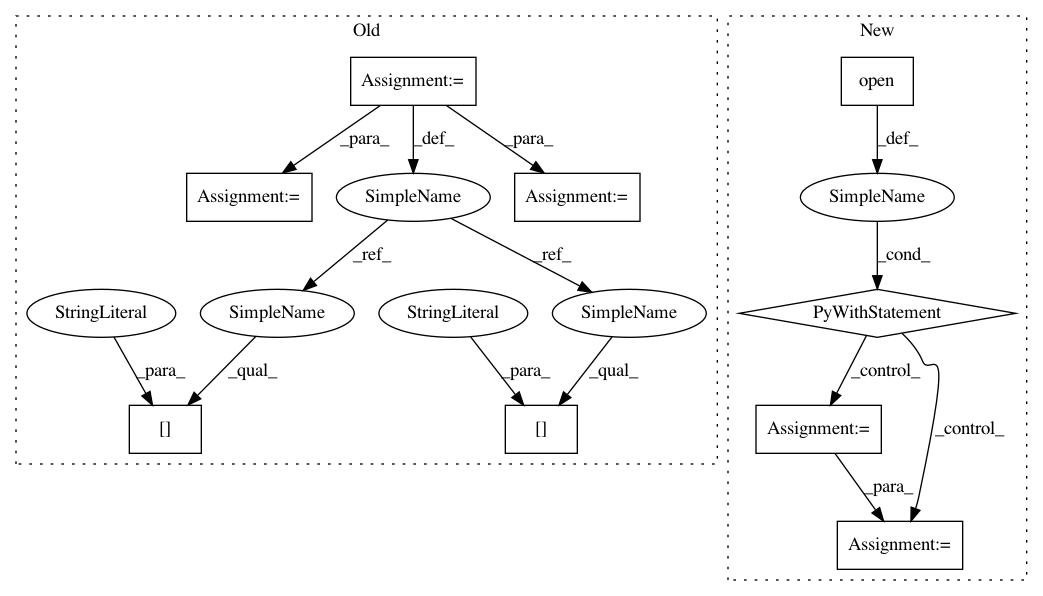 Old
New
Assignment:=
open
_para_
_def_
_para_
_def_
Assignment:=
SimpleName
Assignment:=
SimpleName
_ref_
_ref_
_cond_
StringLiteral
SimpleName
StringLiteral
SimpleName
PyWithStatement
_para_
_qual_
_para_
_qual_
_control_
[]
[]
Assignment:=
_control_
_para_
Assignment:=